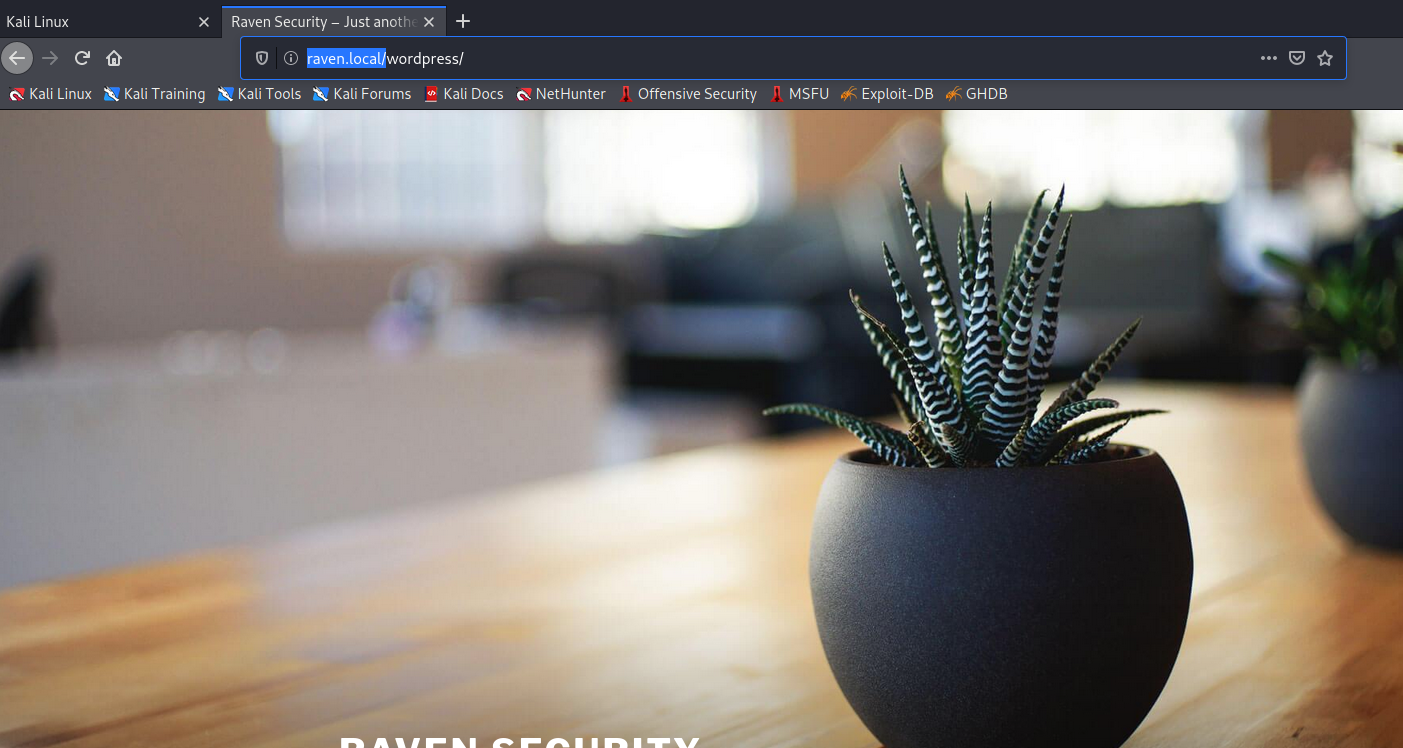 Kali Linux
Raven Security – Just anothe
raven.local/wordpress/
Kali Linux Kali Training Kali Tools Kali Forums Kali Docs NetHunter Offensive Security MSFU Exploit-DB GHDB
RAVEN SECURITY